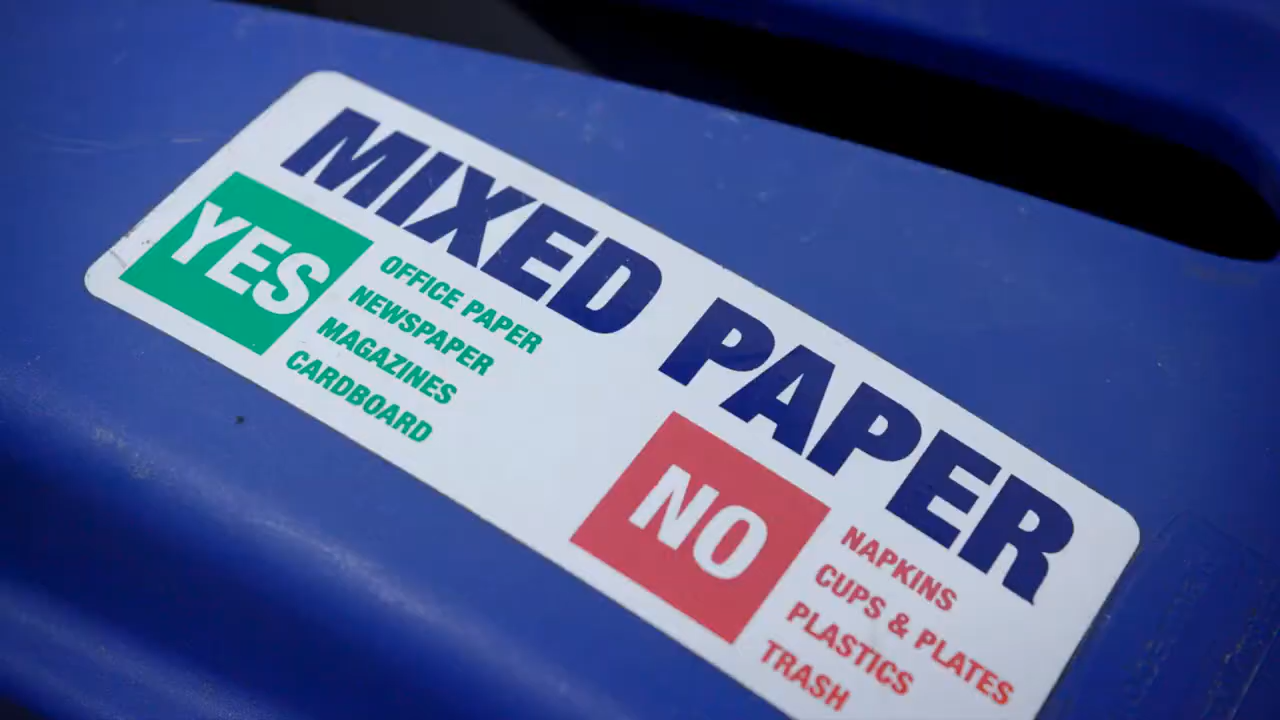 MIXED PAPER
YES
OFFICE PAPER
NEWSPAPER
MAGAZINES
CARDBOARD
NO
NAPKINS
CUPS & PLATES
PLASTICS
TRASH